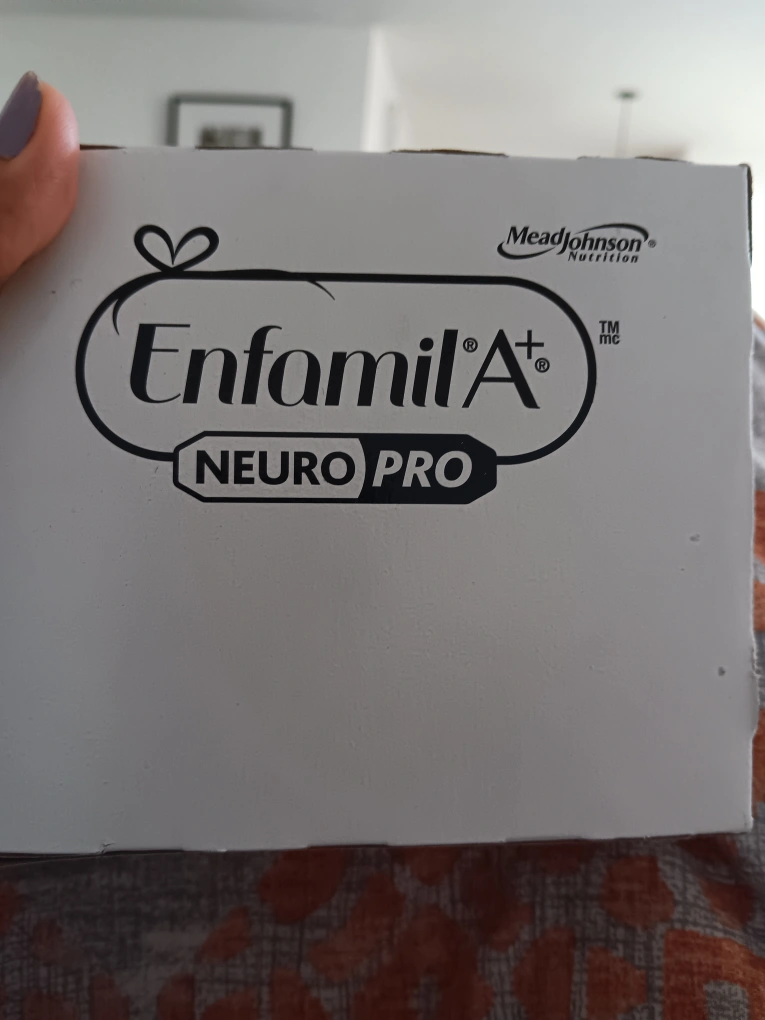 MeadJohnson®
Nutrition
Enfamil® A+®
TM
mc
NEURO PRO